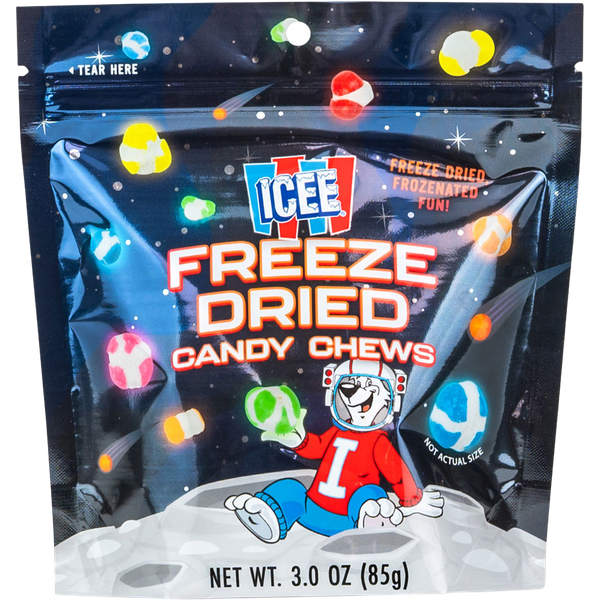 TEAR HERE
ICEE
FREEZE DRIED
FROZENATED
FUN!
FREEZE
DRIED
CANDY CHEWS
I
NOT ACTUAL SIZE
NET WT. 3.0 OZ (85g)